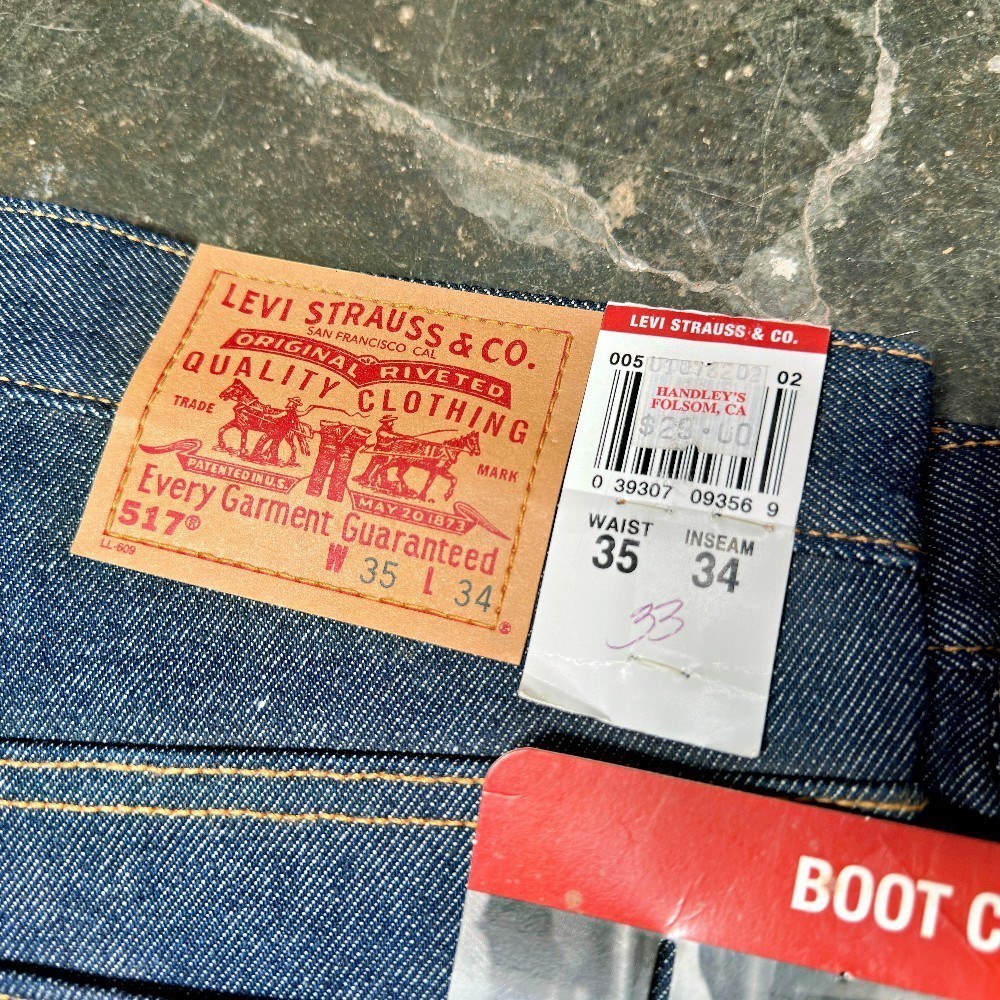 LEVI STRAUSS & CO.
SAN FRANCISCO CAL
ORIGINAL RIVETED
QUALITY CLOTHING
TRADE MARK
PATENTED IN U.S.
MAY 20 1873
Every Garment Guaranteed
517®
W 35 L 34
LL-609
LEVI STRAUSS & CO.
005 02
HANDLEY'S
FOLSOM, CA
0 39307 09356 9
WAIST INSEAM
35 34
33
BOOT C